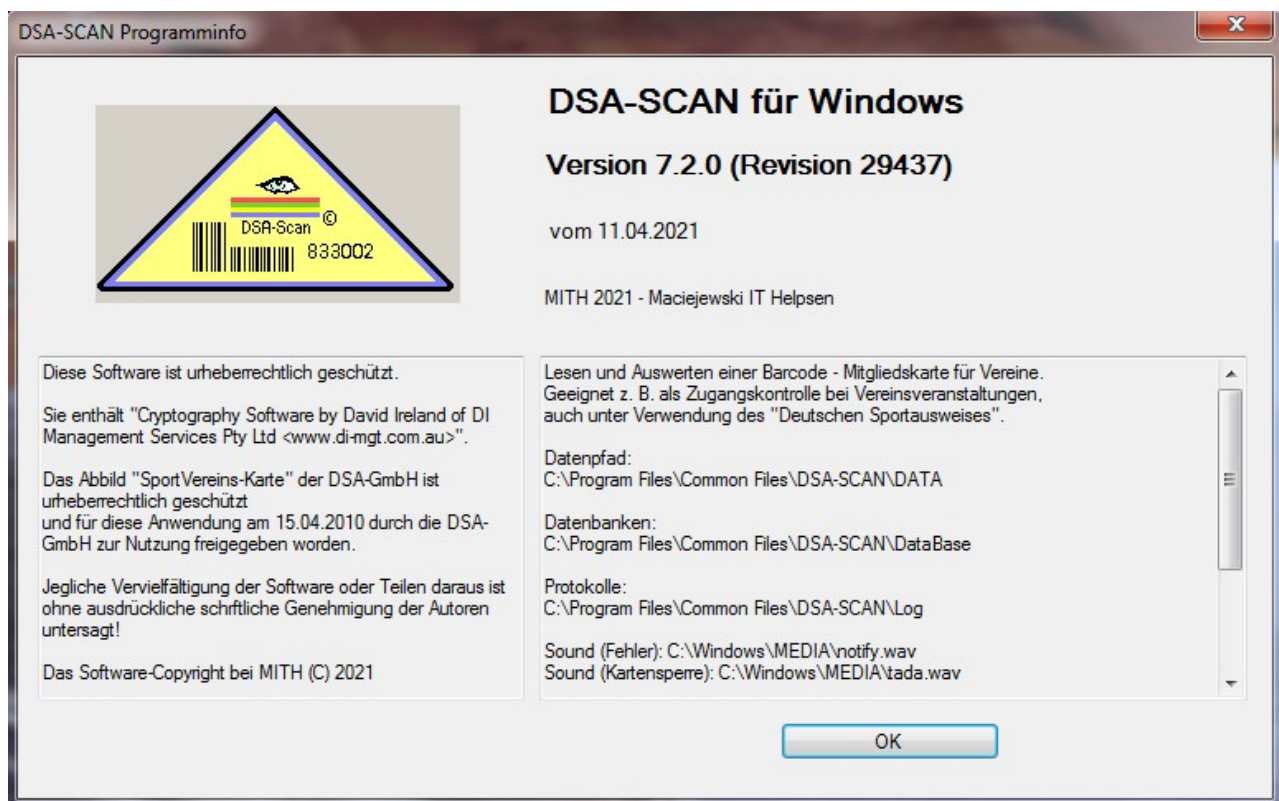 DSA-SCAN Programminfo
DSA-Scan ©
833002
DSA-SCAN für Windows
Version 7.2.0 (Revision 29437)
vom 11.04.2021
MITH 2021 - Maciejewski IT Helpsen
Diese Software ist urheberrechtlich geschützt.
Sie enthält "Cryptography Software by David Ireland of DI
Management Services Pty Ltd <www.di-mgt.com.au>".
Das Abbild "SportVereins-Karte" der DSA-GmbH ist
urheberrechtlich geschützt
und für diese Anwendung am 15.04.2010 durch die DSA-
GmbH zur Nutzung freigegeben worden.
Jegliche Vervielfältigung der Software oder Teilen daraus ist
ohne ausdrückliche schrftliche Genehmigung der Autoren
untersagt!
Das Software-Copyright bei MITH (C) 2021
Lesen und Auswerten einer Barcode - Mitgliedskarte für Vereine.
Geeignet z. B. als Zugangskontrolle bei Vereinsveranstaltungen,
auch unter Verwendung des "Deutschen Sportausweises".
Datenpfad:
C:\Program Files\Common Files\DSA-SCAN\DATA
Datenbanken:
C:\Program Files\Common Files\DSA-SCAN\DataBase
Protokolle:
C:\Program Files\Common Files\DSA-SCAN\Log
Sound (Fehler): C:\Windows\MEDIA\notify.wav
Sound (Kartensperre): C:\Windows\MEDIA\tada.wav
OK